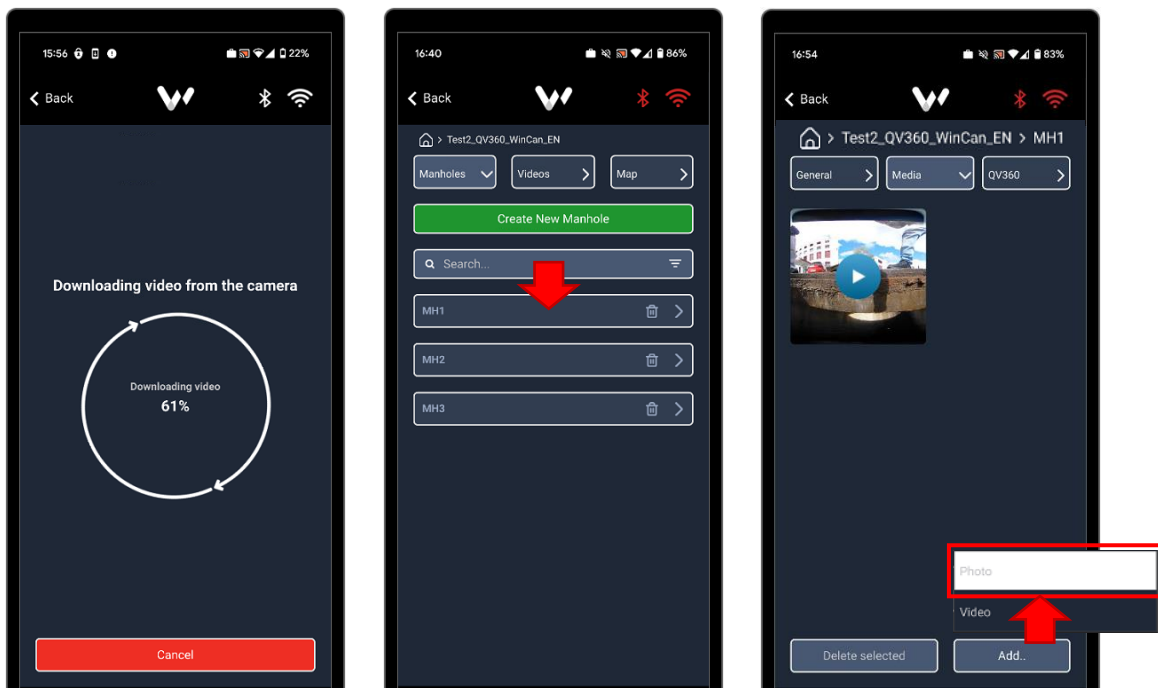 15:56
22%
Back
Downloading video from the camera
Downloading video
61%
Cancel
16:40
86%
Back
> Test2_QV360_WinCan_EN
Manholes
Videos
Map
Create New Manhole
Search...
MH1
MH2
MH3
16:54
83%
Back
> Test2_QV360_WinCan_EN > MH1
General
Media
QV360
Photo
Video
Delete selected
Add..